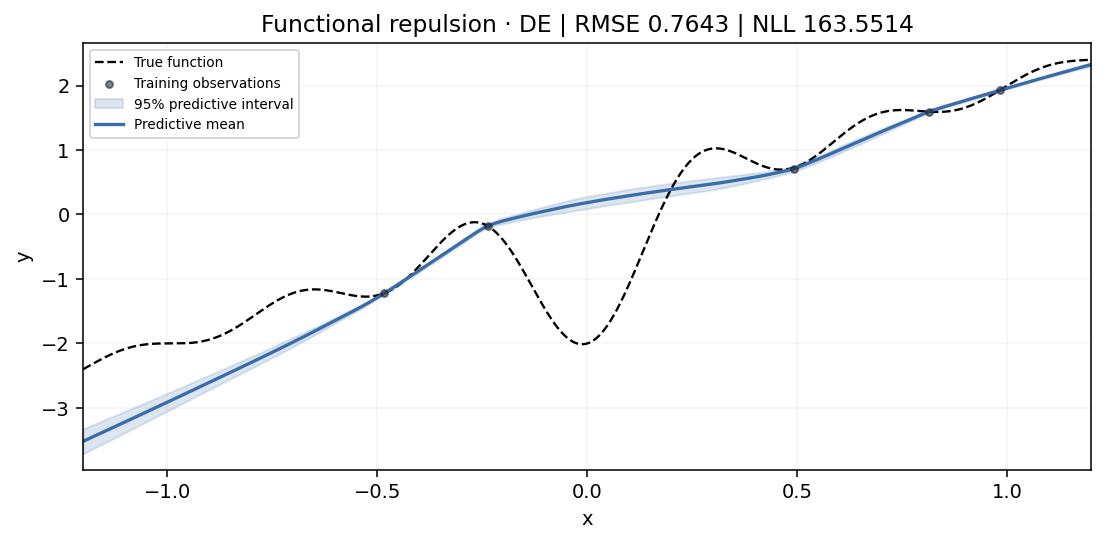 Functional repulsion · DE | RMSE 0.7643 | NLL 163.5514
True function
Training observations
95% predictive interval
Predictive mean
2
1
0
−1
−2
−3
y
−1.0 −0.5 0.0 0.5 1.0
x